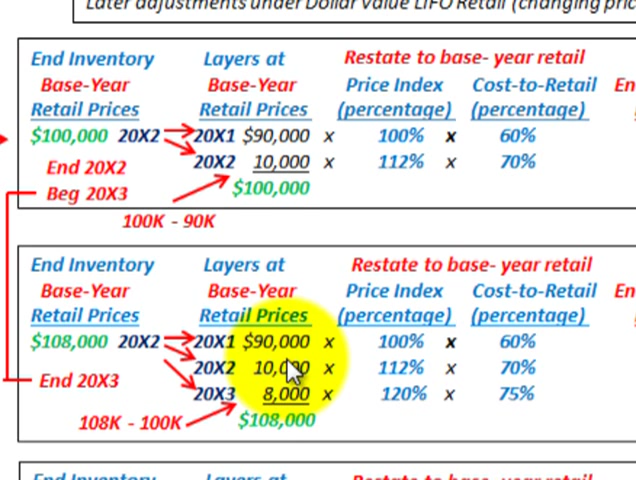 Later adjustments under Dollar Value LIFO Retail (changing pric
End Inventory Layers at Restate to base- year retail
Base-Year Base-Year Price Index Cost-to-Retail En
Retail Prices Retail Prices (percentage) (percentage)
$100,000 20X2 20X1 $90,000 x 100% x 60%
End 20X2 20X2 10,000 x 112% x 70%
Beg 20X3 $100,000
100K - 90K
End Inventory Layers at Restate to base- year retail
Base-Year Base-Year Price Index Cost-to-Retail En
Retail Prices Retail Prices (percentage) (percentage)
$108,000 20X2 20X1 $90,000 x 100% x 60%
20X2 10,000 x 112% x 70%
End 20X3 20X3 8,000 x 120% x 75%
108K - 100K $108,000
End Inventory Layers at Restate to base- year retail